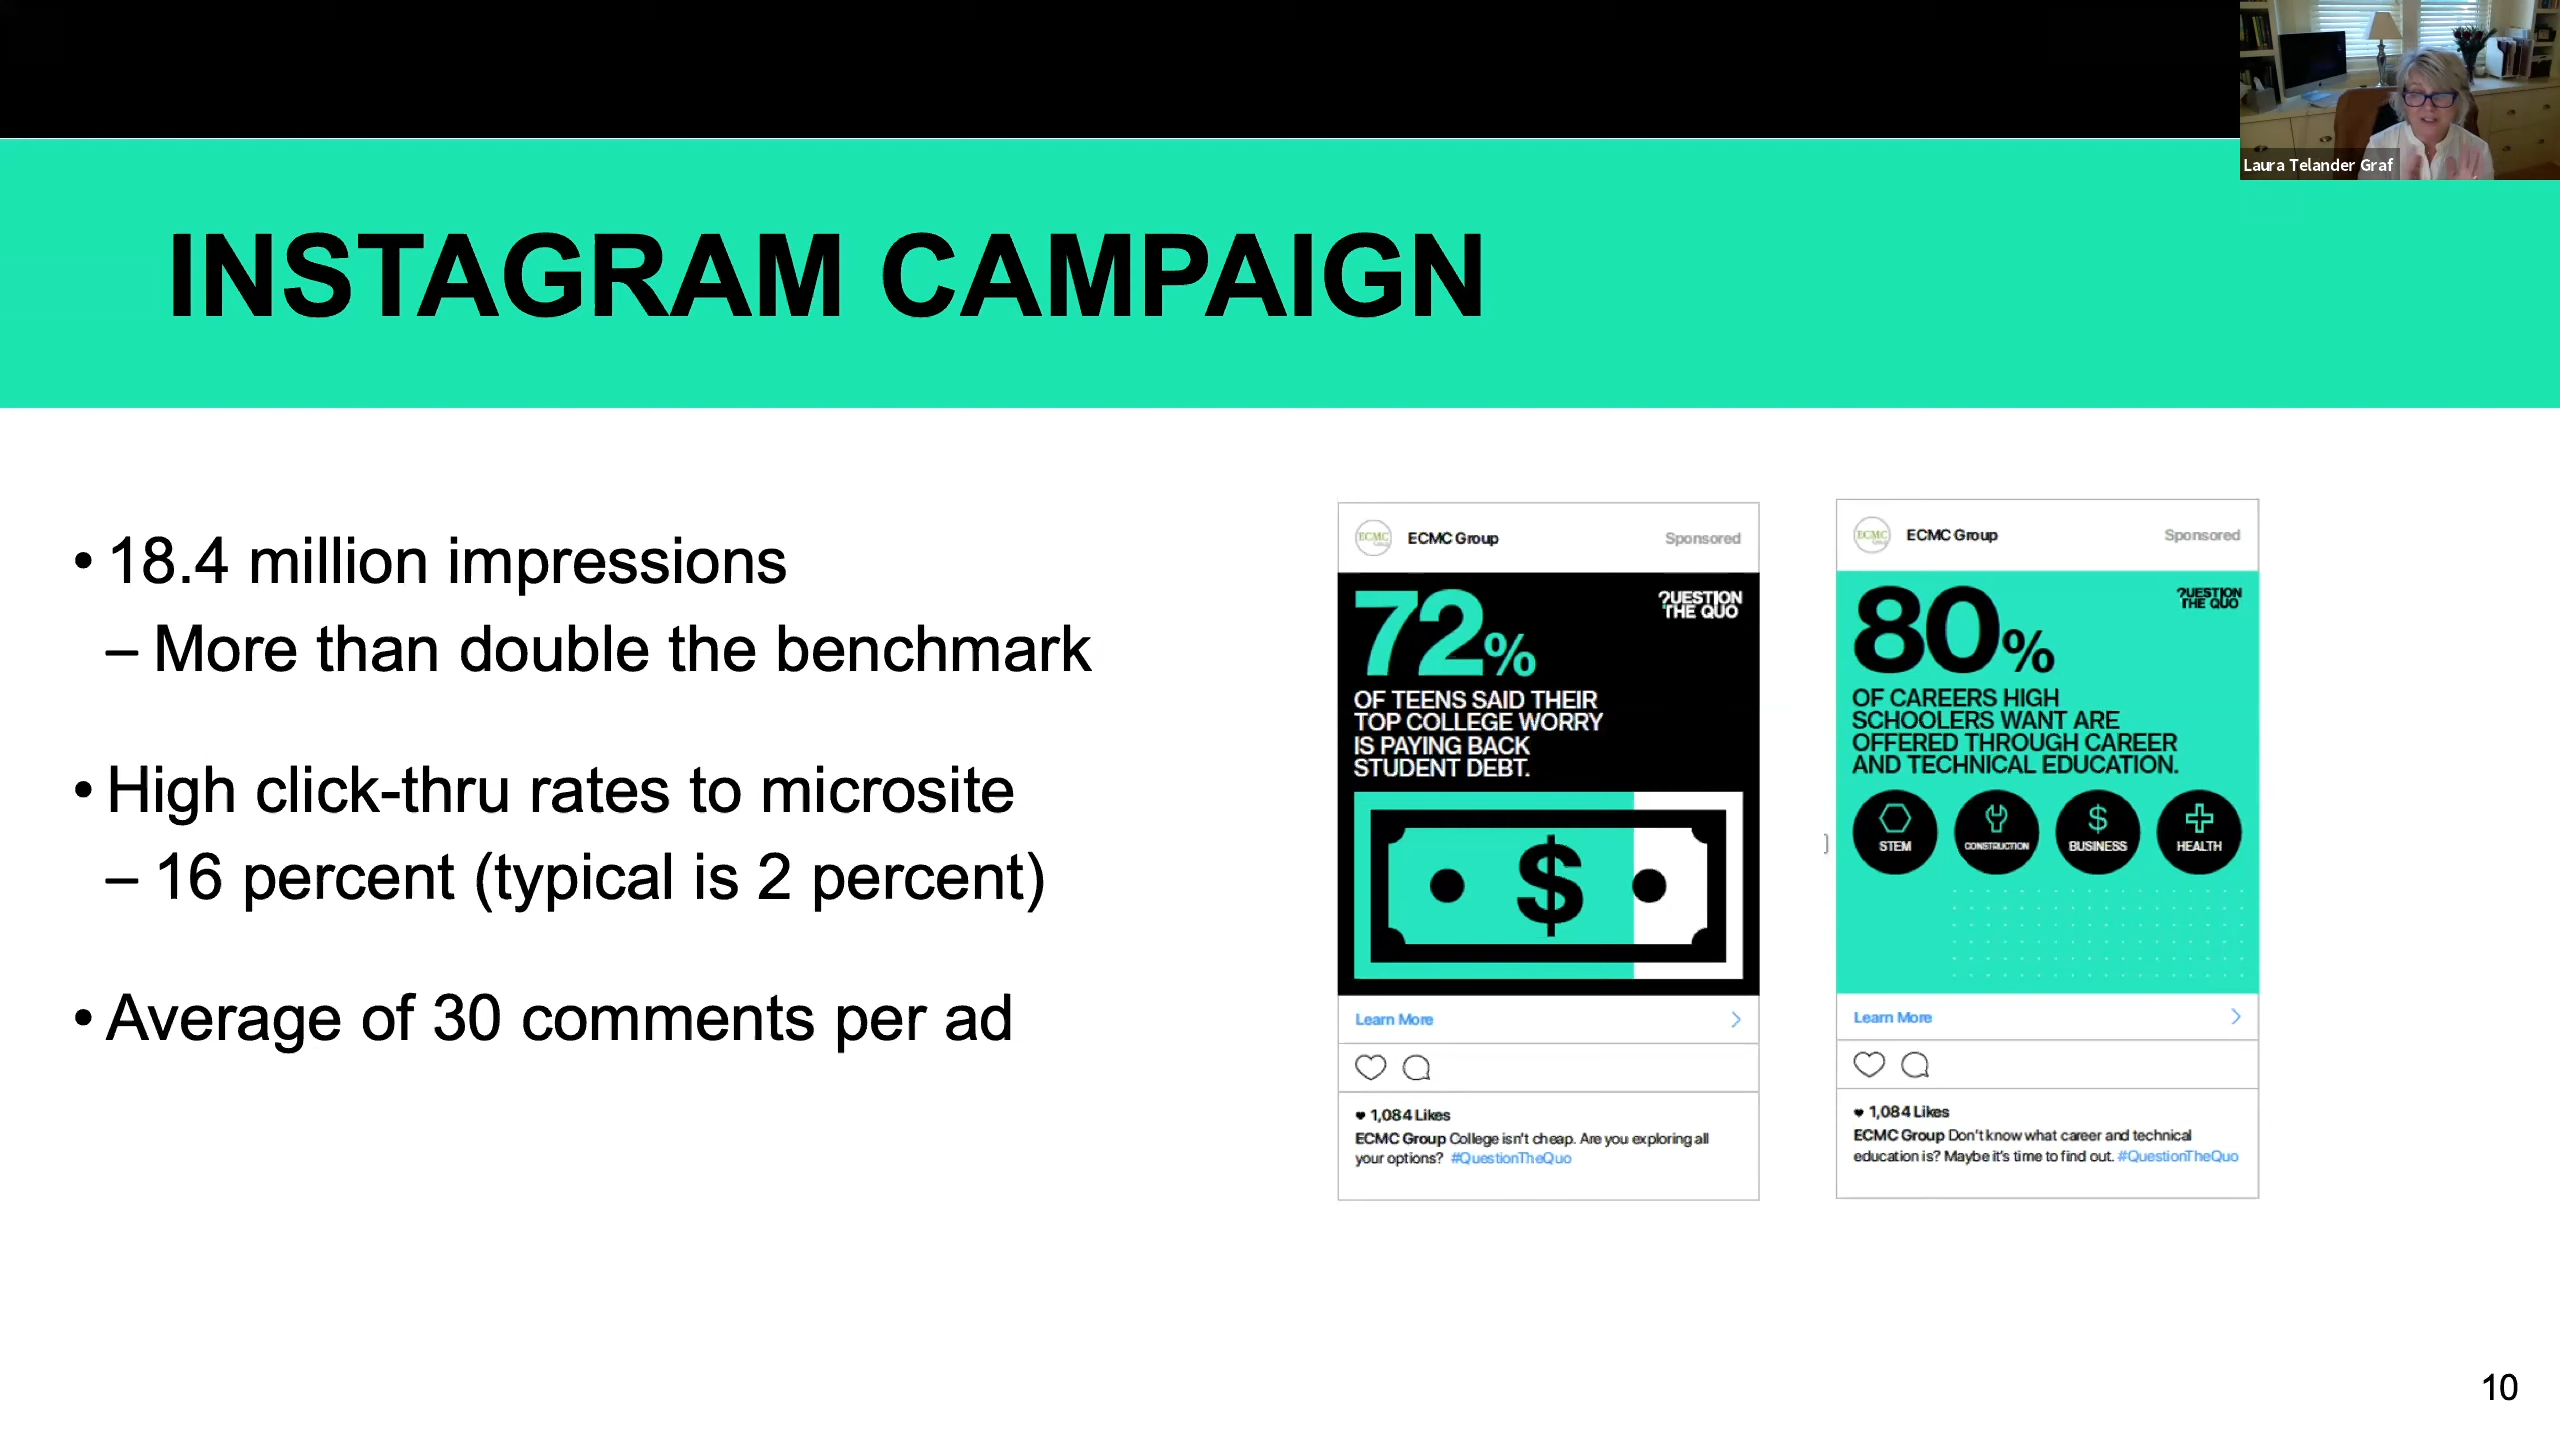 Laura Telander Graf
INSTAGRAM CAMPAIGN
• 18.4 million impressions
– More than double the benchmark
• High click-thru rates to microsite
– 16 percent (typical is 2 percent)
• Average of 30 comments per ad
ECMC
ECMC Group
Sponsored
72%
?UESTION
THE QUO
OF TEENS SAID THEIR
TOP COLLEGE WORRY
IS PAYING BACK
STUDENT DEBT.
$
Learn More
1,084 Likes
ECMC Group College isn't cheap. Are you exploring all
your options? #QuestionTheQuo
ECMC
ECMC Group
Sponsored
80%
?UESTION
THE QUO
OF CAREERS HIGH
SCHOOLERS WANT ARE
OFFERED THROUGH CAREER
AND TECHNICAL EDUCATION.
STEM
CONSTRUCTION
$
BUSINESS
HEALTH
Learn More
1,084 Likes
ECMC Group Don't know what career and technical
education is? Maybe it's time to find out. #QuestionTheQuo
10